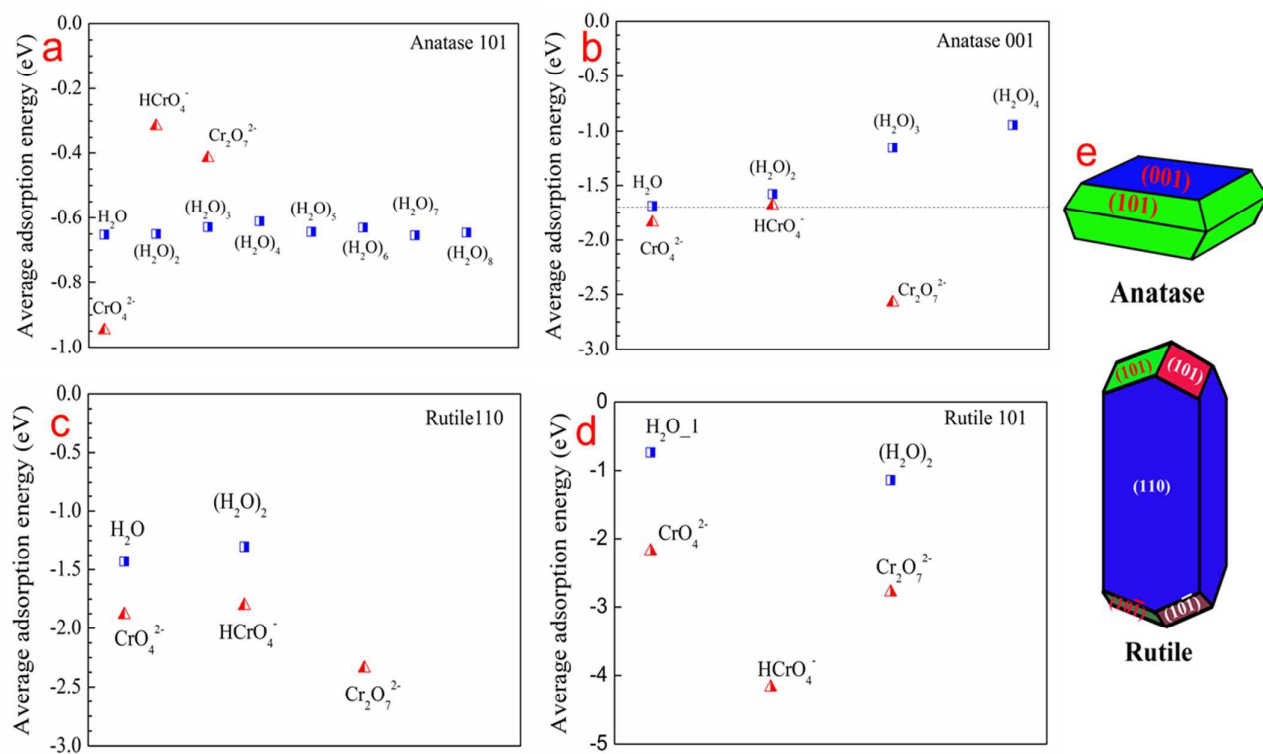 a
Anatase 101
Average adsorption energy (eV)
0.0
-0.2
-0.4
-0.6
-0.8
-1.0
HCrO₄⁻
Cr₂O₇²⁻
H₂O
(H₂O)₂
(H₂O)₃
(H₂O)₄
(H₂O)₅
(H₂O)₆
(H₂O)₇
(H₂O)₈
CrO₄²⁻
b
Anatase 001
Average adsorption energy (eV)
0.0
-0.5
-1.0
-1.5
-2.0
-2.5
-3.0
H₂O
(H₂O)₂
(H₂O)₃
(H₂O)₄
CrO₄²⁻
HCrO₄⁻
Cr₂O₇²⁻
e
(001)
(101)
Anatase
c
Rutile110
Average adsorption energy (eV)
0.0
-0.5
-1.0
-1.5
-2.0
-2.5
-3.0
H₂O
(H₂O)₂
CrO₄²⁻
HCrO₄⁻
Cr₂O₇²⁻
d
Rutile 101
Average adsorption energy (eV)
0
-1
-2
-3
-4
-5
H₂O_1
(H₂O)₂
CrO₄²⁻
Cr₂O₇²⁻
HCrO₄⁻
(101)
(101)
(110)
(101̅)
Rutile